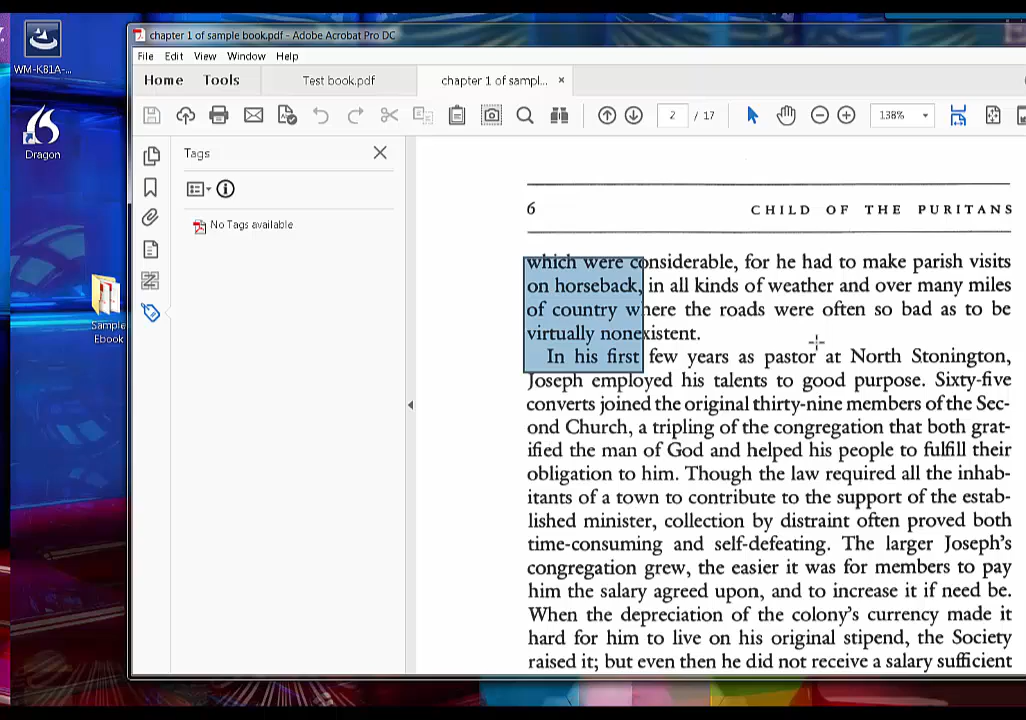 WM-KB1A-...
Dragon
Sample
Ebook
chapter 1 of sample book.pdf - Adobe Acrobat Pro DC
File Edit View Window Help
Home Tools Test book.pdf chapter 1 of sampl... ×
2 / 17 138%
Tags
No Tags available
6 CHILD OF THE PURITANS
which were considerable, for he had to make parish visits
on horseback, in all kinds of weather and over many miles
of country where the roads were often so bad as to be
virtually nonexistent.
In his first few years as pastor at North Stonington,
Joseph employed his talents to good purpose. Sixty-five
converts joined the original thirty-nine members of the Sec-
ond Church, a tripling of the congregation that both grat-
ified the man of God and helped his people to fulfill their
obligation to him. Though the law required all the inhab-
itants of a town to contribute to the support of the estab-
lished minister, collection by distraint often proved both
time-consuming and self-defeating. The larger Joseph's
congregation grew, the easier it was for members to pay
him the salary agreed upon, and to increase it if need be.
When the depreciation of the colony's currency made it
hard for him to live on his original stipend, the Society
raised it; but even then he did not receive a salary sufficient